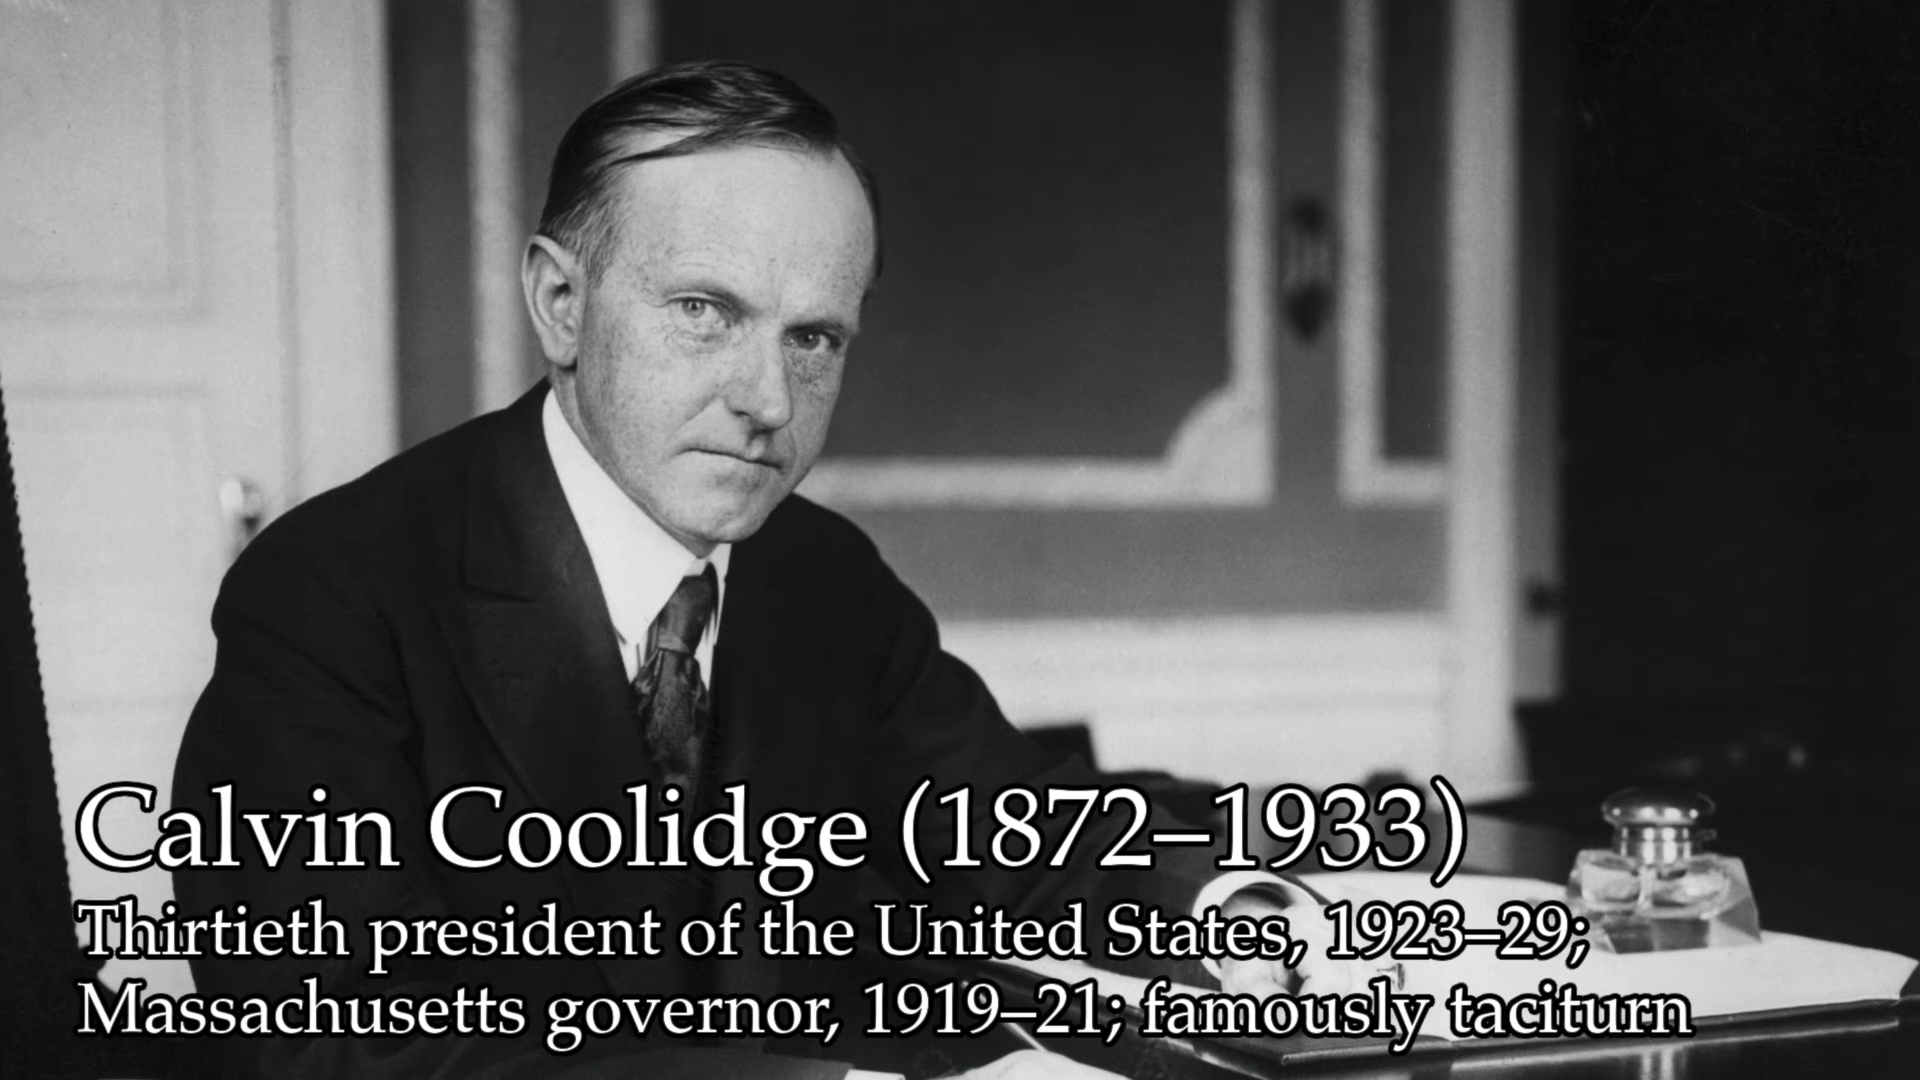 Calvin Coolidge (1872–1933)
Thirtieth president of the United States, 1923–29;
Massachusetts governor, 1919–21; famously taciturn